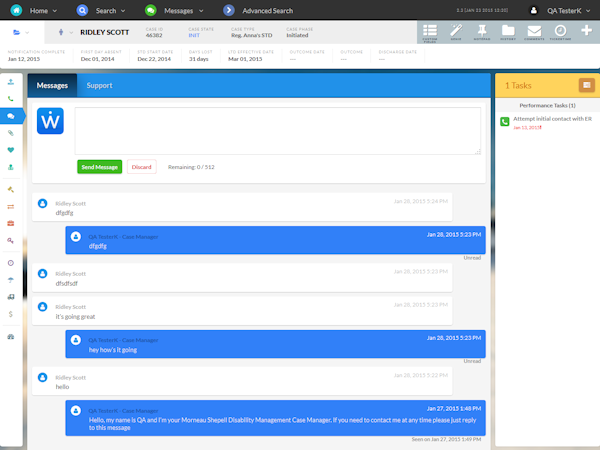 Home
Search
Messages
Advanced Search
QA TesterK
RIDLEY SCOTT
CASE ID
46302
CASE STATE
INIT
CASE TYPE
Reg. Anna's STD
CASE PHASE
Initiated
HISTORY
COMMENTS
NOTIFICATION COMPLETE
Jan 12, 2015
FIRST DAY ABSENT
Dec 01, 2014
STD START DATE
Dec 22, 2014
DAYS LOST
31 days
LTD EFFECTIVE DATE
Mar 01, 2015
OUTCOME DATE
---
OUTCOME
---
DISCHARGE DATE
---
Messages
Support
Send Message
Discard
Remaining: 0 / 512
1 Tasks
Performance Tasks (1)
Attempt initial contact with ER
Jan 13, 2015
Ridley Scott
Jan 28, 2015 5:24 PM
dfgdfg
QA TesterK - Case Manager
Jan 28, 2015 5:23 PM
dfgdfg
Unread
Ridley Scott
Jan 28, 2015 5:23 PM
dfsdfsdf
Ridley Scott
Jan 28, 2015 5:23 PM
it's going great
QA TesterK - Case Manager
Jan 28, 2015 5:23 PM
hey how's it going
Unread
Ridley Scott
Jan 28, 2015 5:23 PM
hello
QA TesterK - Case Manager
Jan 27, 2015 1:48 PM
Hello, my name is QA and I'm your Morneau Shepell Disability Management Case Manager. If you need to contact me at any time please just reply
to this message
Seen on Jan 27, 2015 1:49 PM